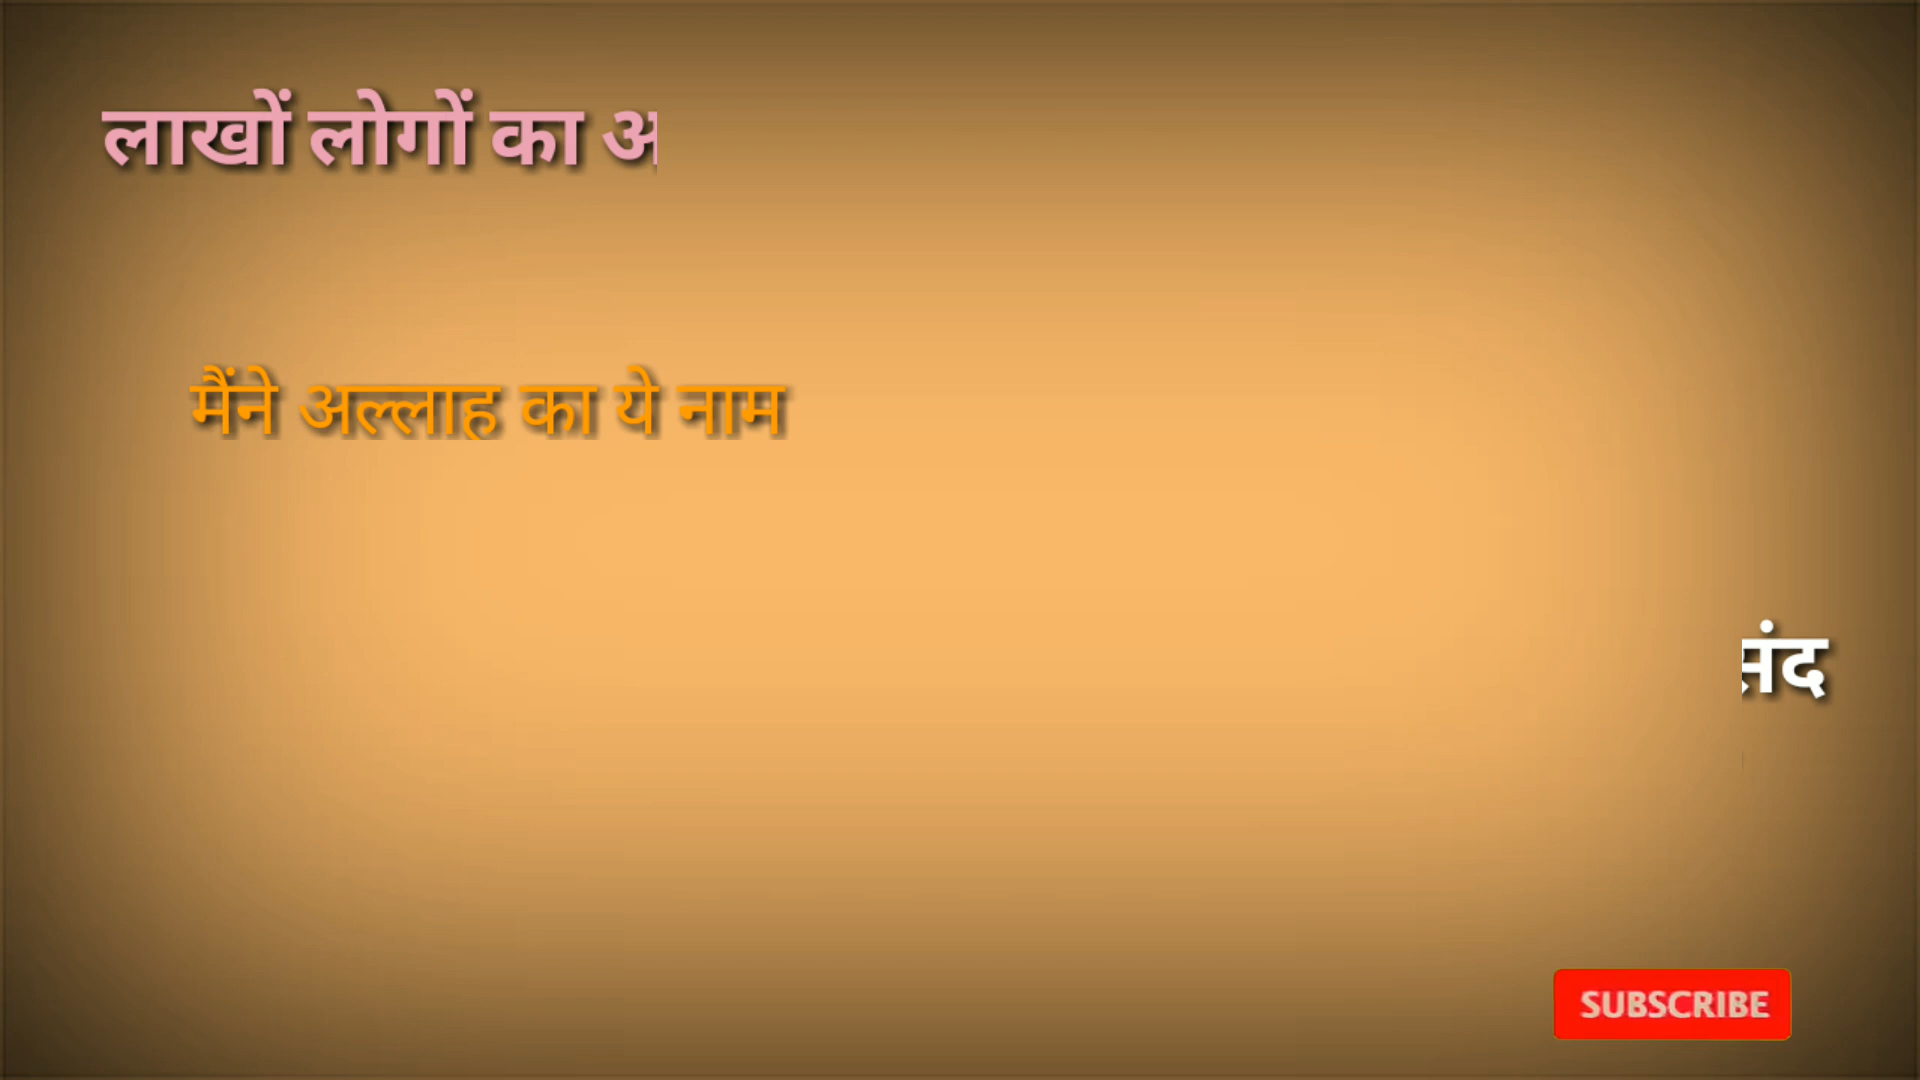 लाखों लोगों का
मैंने अल्लाह का ये नाम
SUBSCRIBE